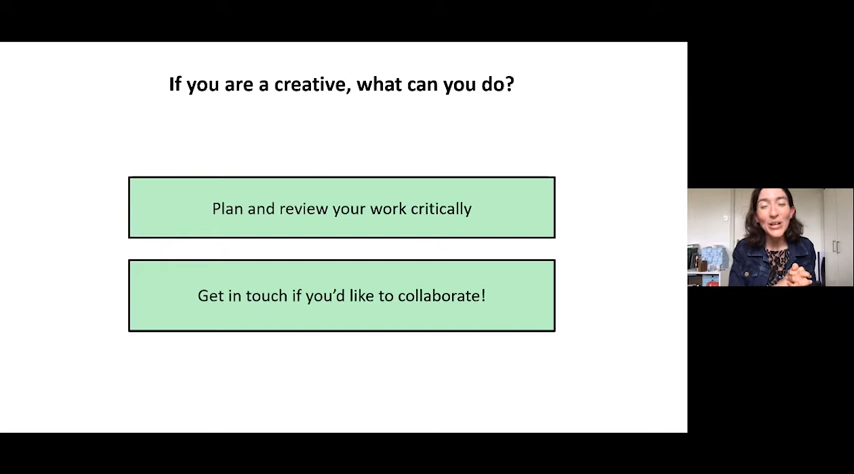 If you are a creative, what can you do?
Plan and review your work critically
Get in touch if you’d like to collaborate!